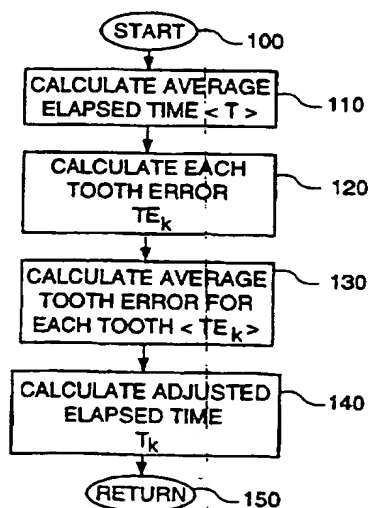 START
100
CALCULATE AVERAGE
ELAPSED TIME < T >
110
CALCULATE EACH
TOOTH ERROR
TEk
120
CALCULATE AVERAGE
TOOTH ERROR FOR
EACH TOOTH < TEk >
130
CALCULATE ADJUSTED
ELAPSED TIME
Tk
140
RETURN
150